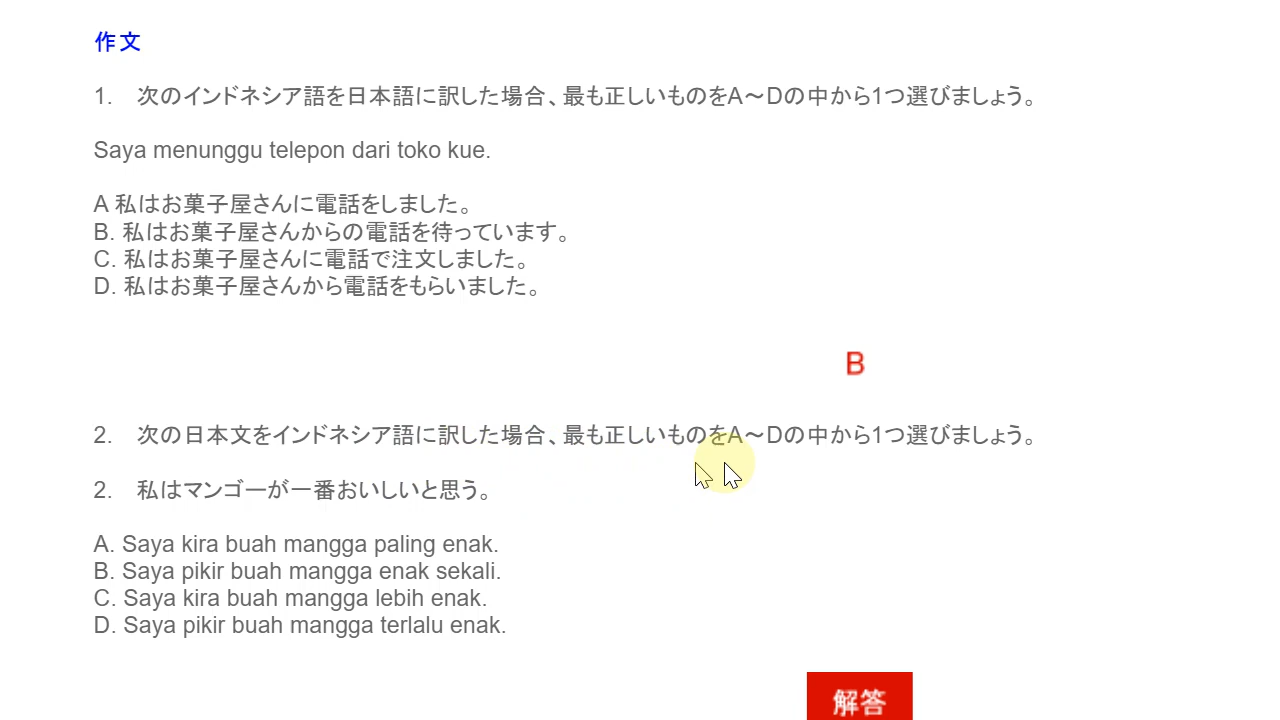 作文
1. 次のインドネシア語を日本語に訳した場合、最も正しいものをA～Dの中から1つ選びましょう。
Saya menunggu telepon dari toko kue.
A 私はお菓子屋さんに電話をしました。
B. 私はお菓子屋さんからの電話を待っています。
C. 私はお菓子屋さんに電話で注文しました。
D. 私はお菓子屋さんから電話をもらいました。
B
2. 次の日本文をインドネシア語に訳した場合、最も正しいものをA～Dの中から1つ選びましょう。
2. 私はマンゴーが一番おいしいと思う。
A. Saya kira buah mangga paling enak.
B. Saya pikir buah mangga enak sekali.
C. Saya kira buah mangga lebih enak.
D. Saya pikir buah mangga terlalu enak.
解答